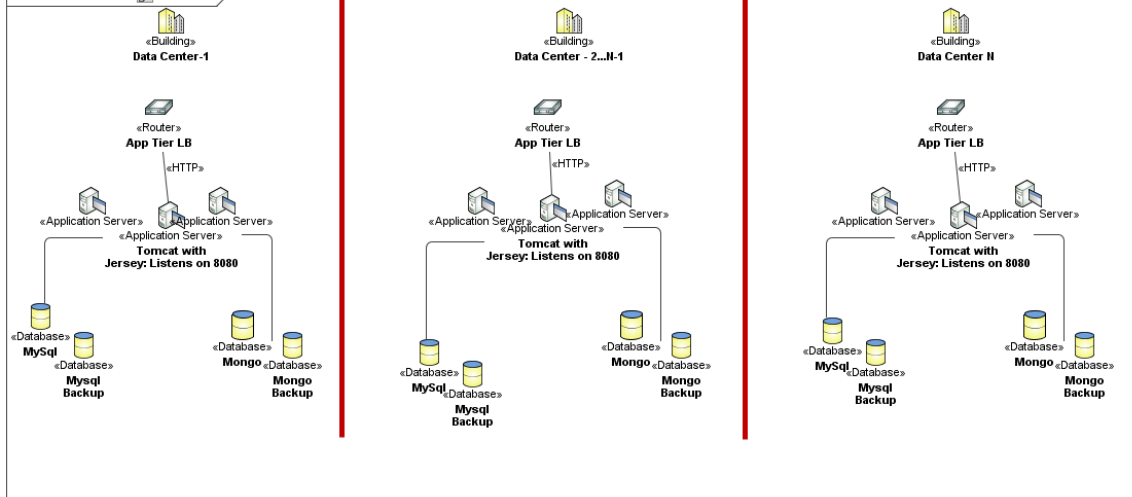 «Building»
Data Center-1
«Router»
App Tier LB
«HTTP»
«Application Server»
«Application Server»
«Application Server»
Tomcat with
Jersey: Listens on 8080
«Database»
MySql
«Database»
Mysql
Backup
«Database»
Mongo
«Database»
Mongo
Backup
«Building»
Data Center - 2...N-1
«Router»
App Tier LB
«HTTP»
«Application Server»
«Application Server»
«Application Server»
Tomcat with
Jersey: Listens on 8080
«Database»
MySql
«Database»
Mysql
Backup
«Database»
Mongo
«Database»
Mongo
Backup
«Building»
Data Center N
«Router»
App Tier LB
«HTTP»
«Application Server»
«Application Server»
«Application Server»
Tomcat with
Jersey: Listens on 8080
«Database»
MySql
«Database»
Mysql
Backup
«Database»
Mongo
«Database»
Mongo
Backup